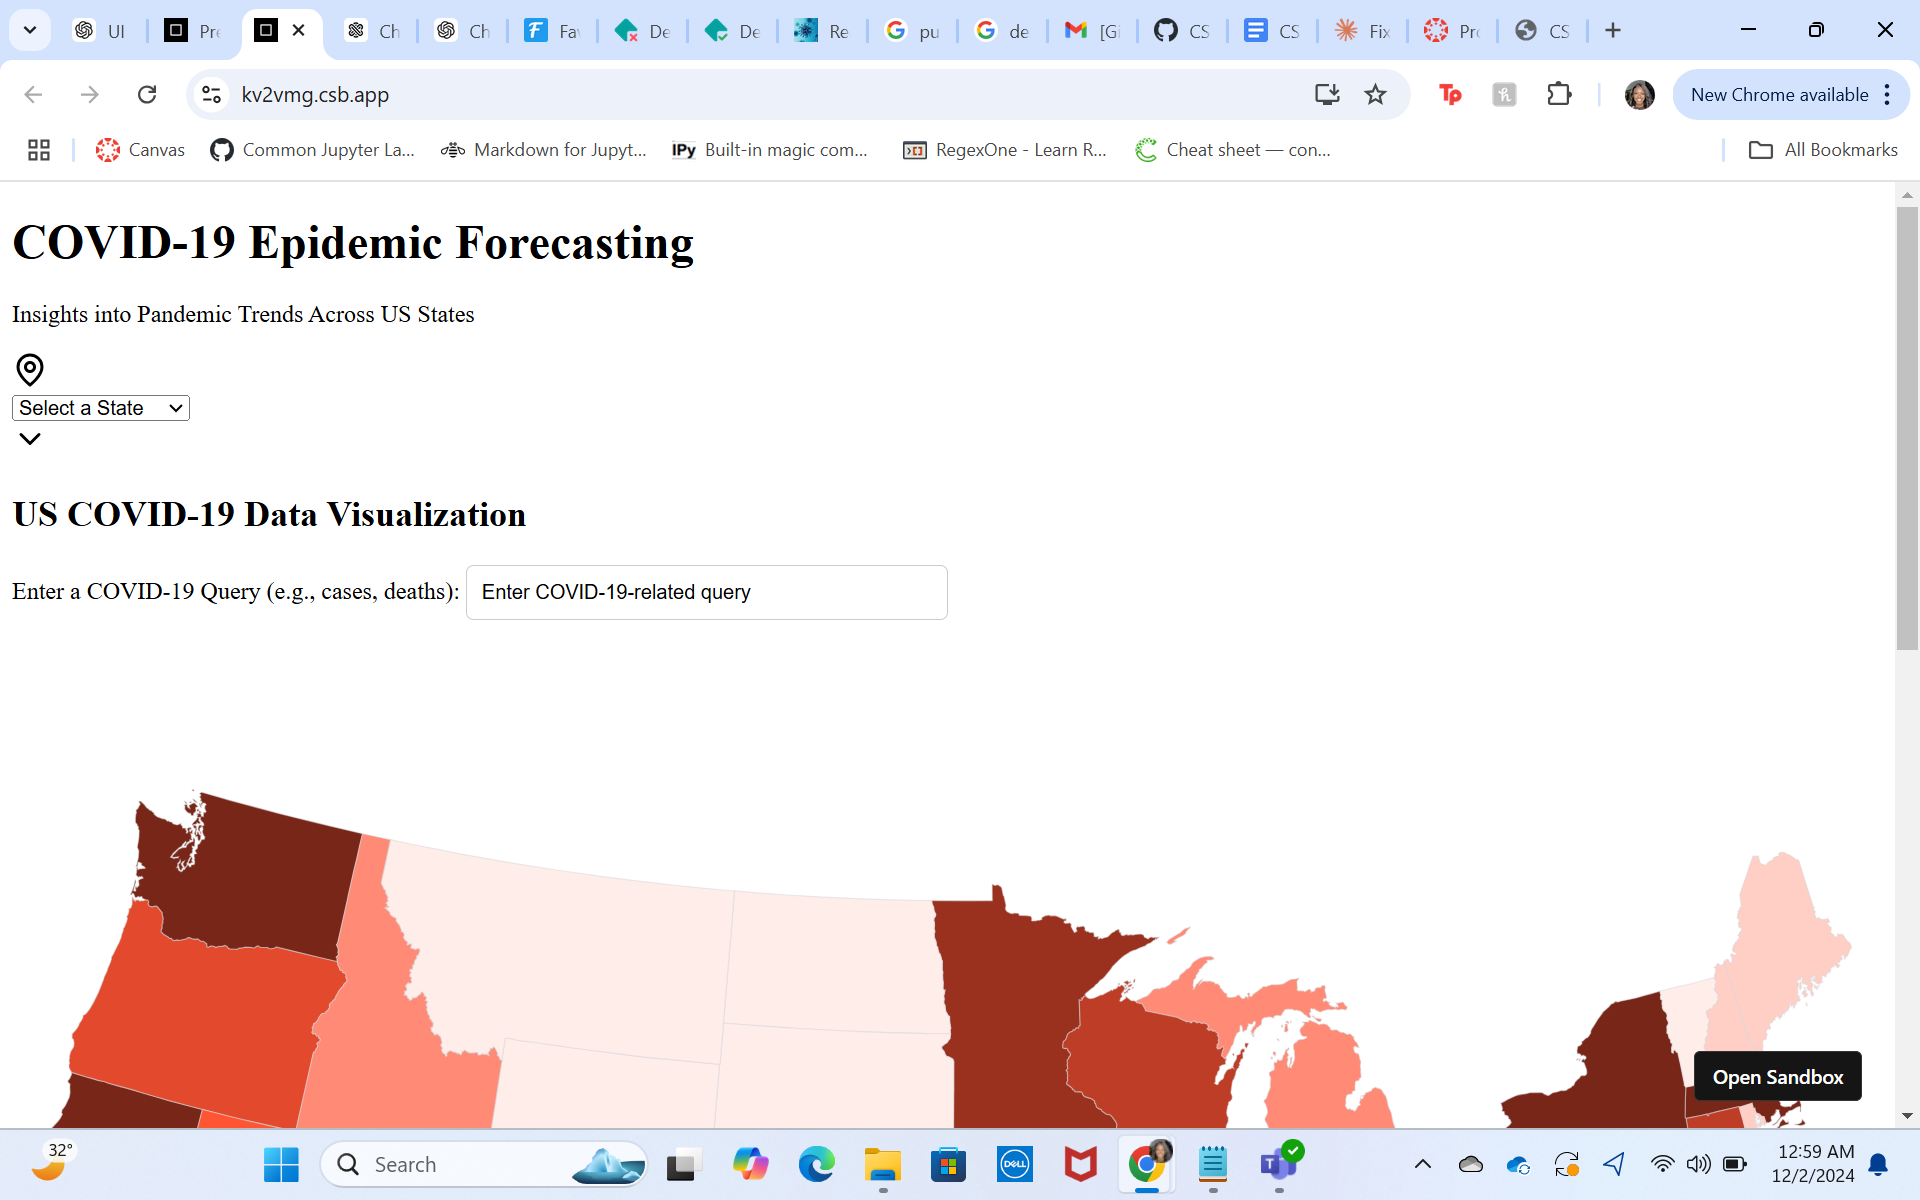 UI
Pr
Ch
Ch
Fa
De
De
Re
pu
de
[Gi
CS
CS
Fix
Pr
CS
kv2vmg.csb.app
Tp
New Chrome available
Canvas
Common Jupyter La...
Markdown for Jupyt...
IPy
Built-in magic com...
RegexOne - Learn R...
Cheat sheet — con...
All Bookmarks
COVID-19 Epidemic Forecasting
Insights into Pandemic Trends Across US States
Select a State
US COVID-19 Data Visualization
Enter a COVID-19 Query (e.g., cases, deaths):
Enter COVID-19-related query
Open Sandbox
32°
Search
DELL
12:59 AM
12/2/2024